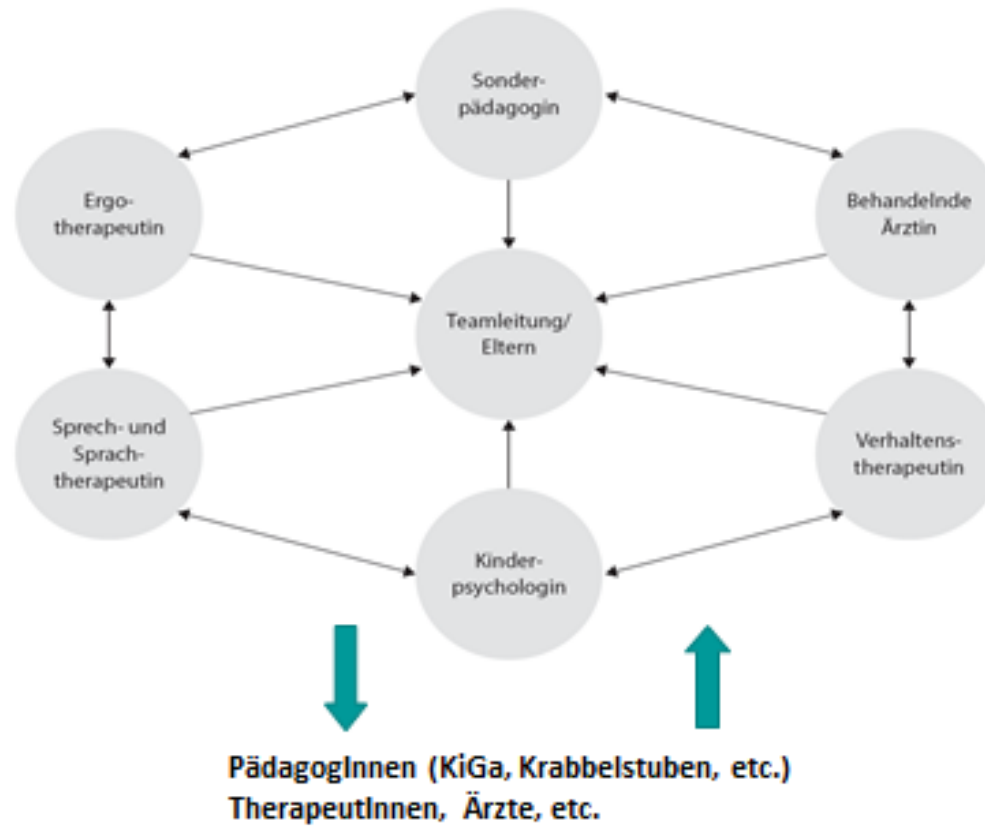 Sonder-
pädagogin
Ergo-
therapeutin
Behandelnde
Ärztin
Teamleitung/
Eltern
Sprech- und
Sprach-
therapeutin
Verhaltens-
therapeutin
Kinder-
psychologin
PädagogInnen (KiGa, Krabbelstuben, etc.)
TherapeutInnen, Ärzte, etc.